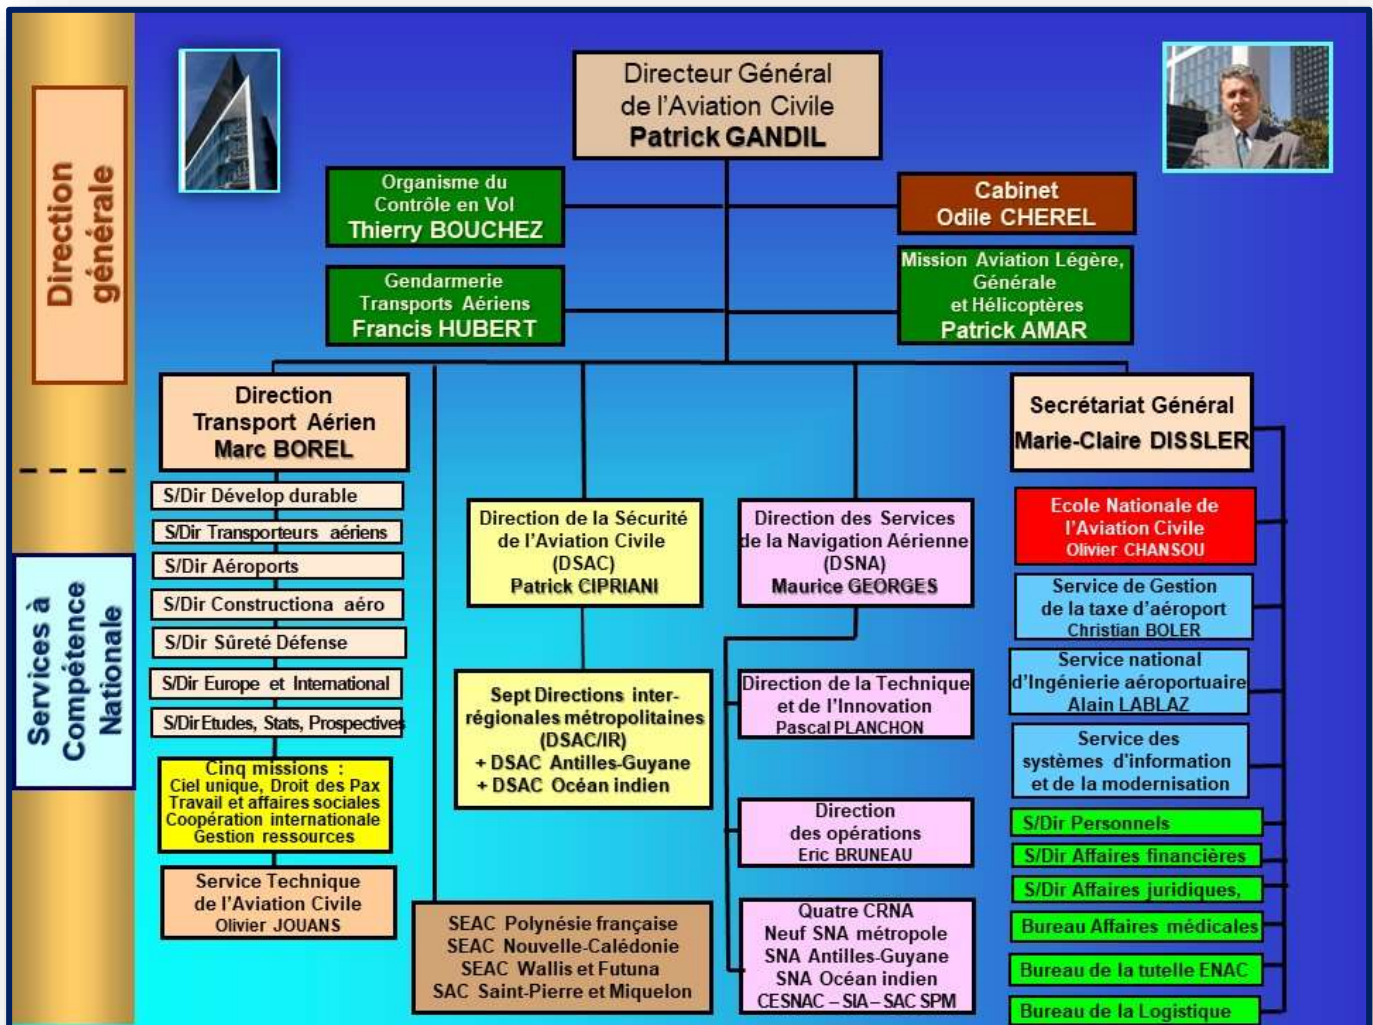 Direction
générale
Services à
Compétence
Nationale
Directeur Général
de l'Aviation Civile
Patrick GANDIL
Organisme du
Contrôle en Vol
Thierry BOUCHEZ
Cabinet
Odile CHEREL
Gendarmerie
Transports Aériens
Francis HUBERT
Mission Aviation Légère,
Générale
et Hélicoptères
Patrick AMAR
Direction
Transport Aérien
Marc BOREL
S/Dir Dévelop durable
S/Dir Transporteurs aériens
S/Dir Aéroports
S/Dir Constructiona aéro
S/Dir Sûreté Défense
S/Dir Europe et International
S/Dir Etudes, Stats, Prospectives
Cinq missions :
Ciel unique, Droit des Pax
Travail et affaires sociales
Coopération internationale
Gestion ressources
Service Technique
de l'Aviation Civile
Olivier JOUANS
SEAC Polynésie française
SEAC Nouvelle-Calédonie
SEAC Wallis et Futuna
SAC Saint-Pierre et Miquelon
Direction de la Sécurité
de l'Aviation Civile
(DSAC)
Patrick CIPRIANI
Sept Directions inter-
régionales métropolitaines
(DSAC/IR)
+ DSAC Antilles-Guyane
+ DSAC Océan indien
Direction des Services
de la Navigation Aérienne
(DSNA)
Maurice GEORGES
Direction de la Technique
et de l'Innovation
Pascal PLANCHON
Direction
des opérations
Eric BRUNEAU
Quatre CRNA
Neuf SNA métropole
SNA Antilles-Guyane
SNA Océan indien
CESNAC – SIA – SAC SPM
Secrétariat Général
Marie-Claire DISSLER
Ecole Nationale de
l'Aviation Civile
Olivier CHANSOU
Service de Gestion
de la taxe d'aéroport
Christian BOLER
Service national
d'Ingénierie aéroportuaire
Alain LABLAZ
Service des
systèmes d'information
et de la modernisation
S/Dir Personnels
S/Dir Affaires financières
S/Dir Affaires juridiques,
Bureau Affaires médicales
Bureau de la tutelle ENAC
Bureau de la Logistique